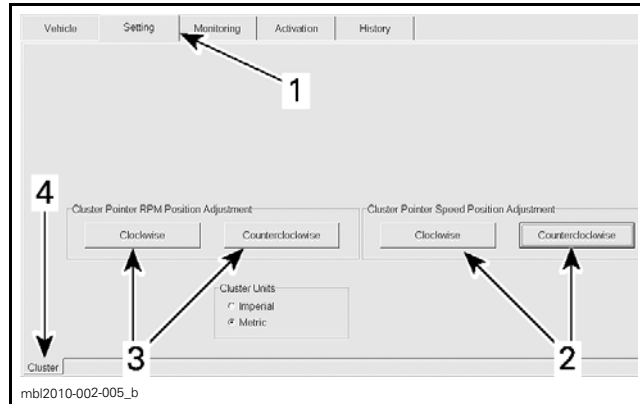 Vehicle Setting Monitoring Activation History
1
4
Cluster Pointer RPM Position Adjustment Cluster Pointer Speed Position Adjustment
Clockwise Counterclockwise Clockwise Counterclockwise
Cluster Units
Imperial
Metric
3 2
Cluster
mbl2010-002-005_b